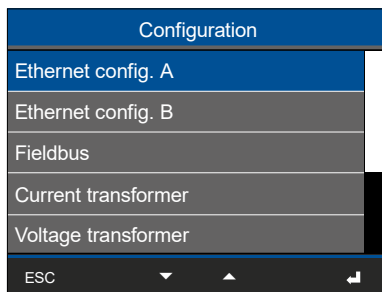 Configuration
Ethernet config. A
Ethernet config. B
Fieldbus
Current transformer
Voltage transformer
ESC